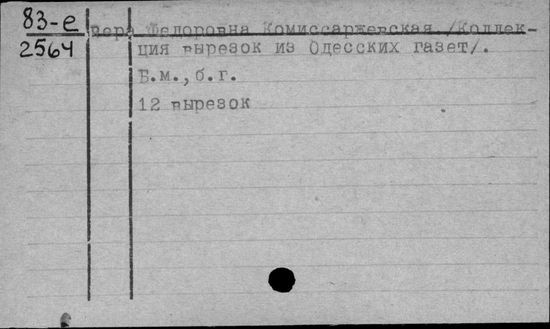 83-е
2564
Вера Федоровна Комиссаржевская /Коллек-
ция вырезок из Одесских газет/.
Б.м.,б.г.
12 вырезок